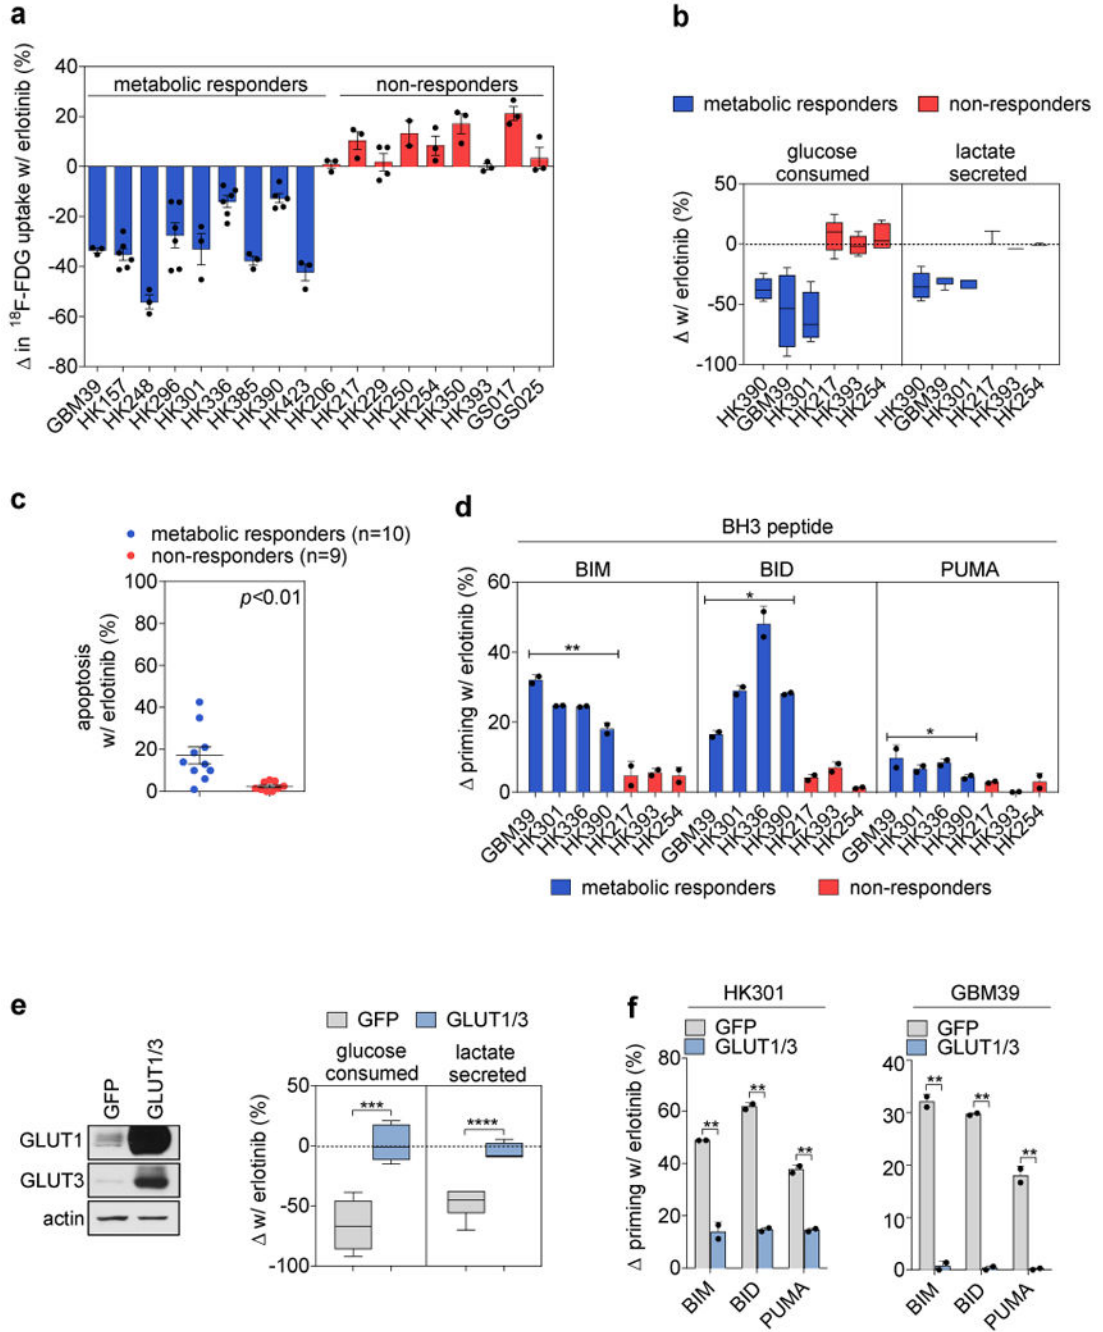 a
Δ in ¹⁸F-FDG uptake w/ erlotinib (%)
40
20
0
-20
-40
-60
-80
metabolic responders
non-responders
GBM39
HK157
HK248
HK296
HK301
HK336
HK385
HK390
HK423
HK206
HK217
HK229
HK250
HK254
HK350
HK393
GS017
GS025
b
metabolic responders
non-responders
glucose
consumed
lactate
secreted
Δ w/ erlotinib (%)
50
0
-50
-100
HK390
GBM39
HK301
HK217
HK393
HK254
HK390
GBM39
HK301
HK217
HK393
HK254
c
metabolic responders (n=10)
non-responders (n=9)
apoptosis
w/ erlotinib (%)
100
80
60
40
20
0
p<0.01
d
BH3 peptide
BIM
BID
PUMA
Δ priming w/ erlotinib (%)
60
40
20
0
**
*
*
GBM39
HK301
HK336
HK390
HK217
HK393
HK254
GBM39
HK301
HK336
HK390
HK217
HK393
HK254
GBM39
HK301
HK336
HK390
HK217
HK393
HK254
metabolic responders
non-responders
e
GFP
GLUT1/3
GLUT1
GLUT3
actin
GFP
GLUT1/3
glucose
consumed
lactate
secreted
Δ w/ erlotinib (%)
50
0
-50
-100
***
****
f
HK301
GFP
GLUT1/3
Δ priming w/ erlotinib (%)
80
60
40
20
0
**
**
**
BIM
BID
PUMA
GBM39
GFP
GLUT1/3
40
30
20
10
0
**
**
**
BIM
BID
PUMA